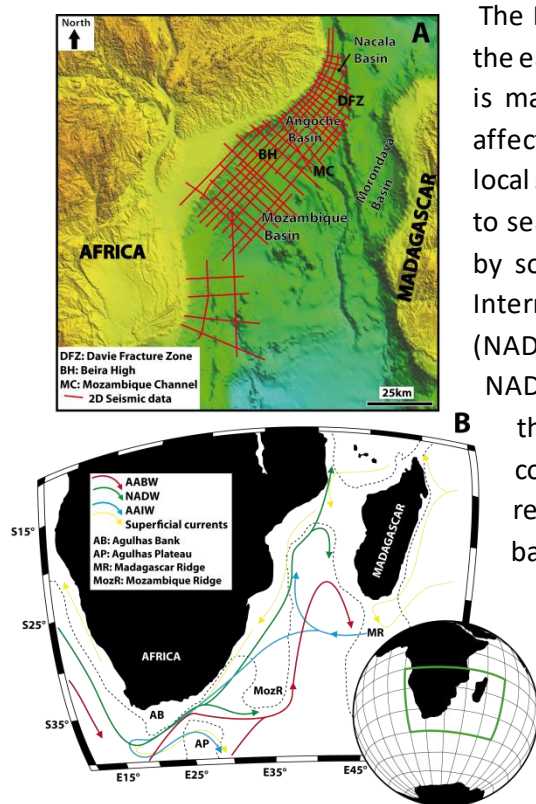 North
A
Nacala
Basin
DFZ
Angoche
Basin
BH
MC
Morondava
Basin
Mozambique
Basin
AFRICA
MADAGASCAR
DFZ: Davie Fracture Zone
BH: Beira High
MC: Mozambique Channel
2D Seismic data
25km
B
AABW
NADW
AAIW
Superficial currents
AB: Agulhas Bank
AP: Agulhas Plateau
MR: Madagascar Ridge
MozR: Mozambique Ridge
S15°
S25°
S35°
MADAGASCAR
MR
AFRICA
MozR
AB
AP
E15°
E25°
E35°
E45°
The
the ea
is ma
affect
local s
to sea
by so
Intern
(NAD
NAD
th
co
re
ba